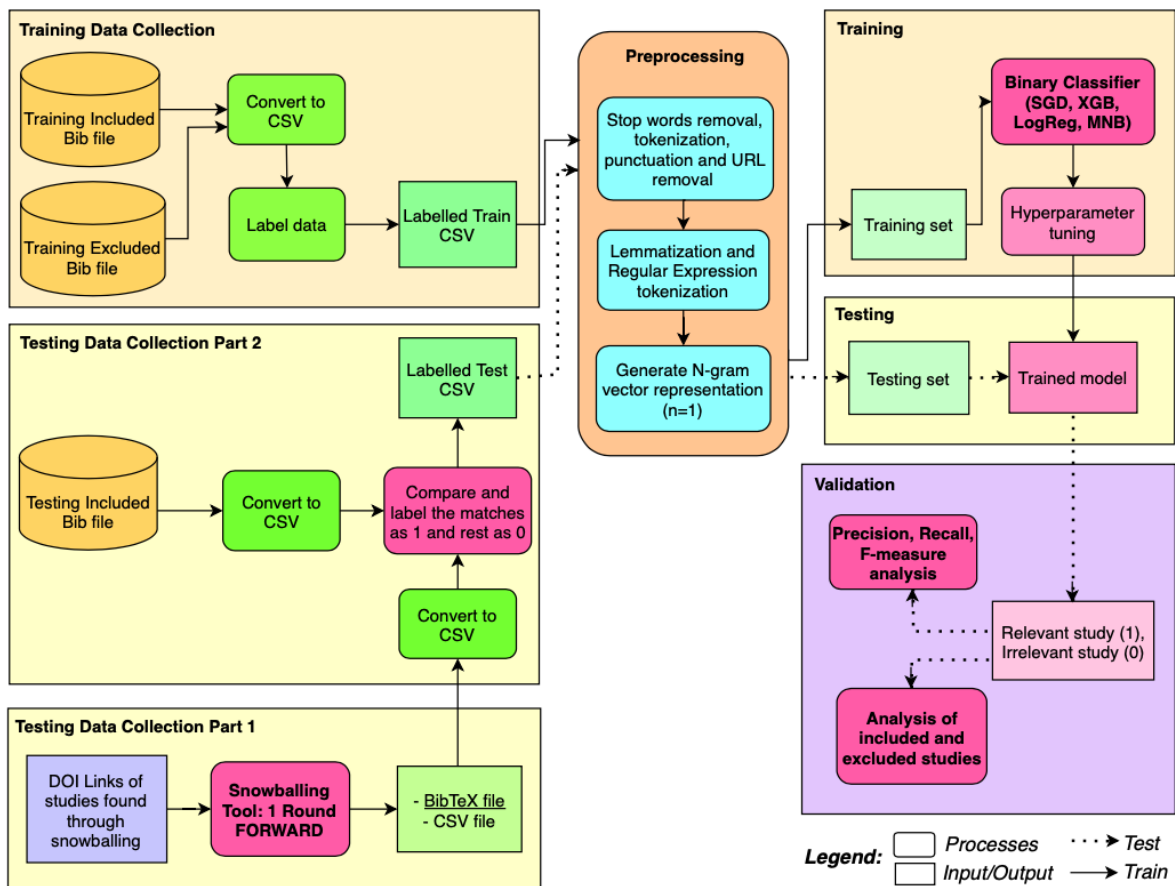 Training Data Collection
Training Included
Bib file
Training Excluded
Bib file
Convert to
CSV
Label data
Labelled Train
CSV
Testing Data Collection Part 2
Labelled Test
CSV
Testing Included
Bib file
Convert to
CSV
Compare and
label the matches
as 1 and rest as 0
Convert to
CSV
Testing Data Collection Part 1
DOI Links of
studies found
through
snowballing
Snowballing
Tool: 1 Round
FORWARD
- BibTeX file
- CSV file
Preprocessing
Stop words removal,
tokenization,
punctuation and URL
removal
Lemmatization and
Regular Expression
tokenization
Generate N-gram
vector representation
(n=1)
Training
Binary Classifier
(SGD, XGB,
LogReg, MNB)
Training set
Hyperparameter
tuning
Testing
Testing set
Trained model
Validation
Precision, Recall,
F-measure
analysis
Relevant study (1),
Irrelevant study (0)
Analysis of
included and
excluded studies
Legend:
Processes
Test
Input/Output
Train